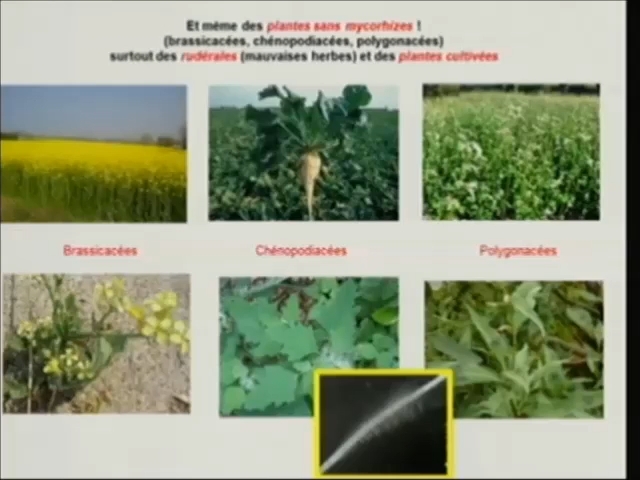 Et même des plantes sans mycorhizes !
(brassicacées, chénopodiacées, polygonacées)
surtout des rudérales (mauvaises herbes) et des plantes cultivées
Brassicacées
Chénopodiacées
Polygonacées